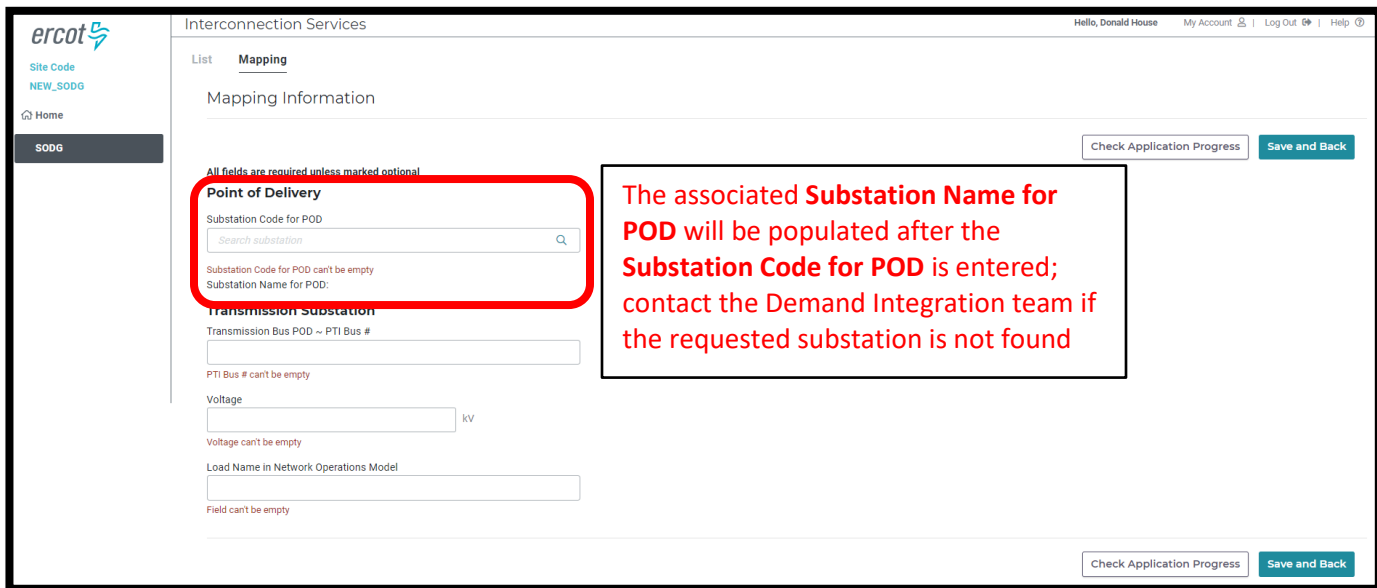 ercot
Interconnection Services
Hello, Donald House My Account | Log Out | Help
Site Code
NEW_SODG
Home
SODG
List Mapping
Mapping Information
Check Application Progress Save and Back
All fields are required unless marked optional
Point of Delivery
Substation Code for POD
Search substation
Substation Code for POD can't be empty
Substation Name for POD:
The associated Substation Name for
POD will be populated after the
Substation Code for POD is entered;
contact the Demand Integration team if
the requested substation is not found
Transmission Substation
Transmission Bus POD ~ PTI Bus #
PTI Bus # can't be empty
Voltage
kV
Voltage can't be empty
Load Name in Network Operations Model
Field can't be empty
Check Application Progress Save and Back